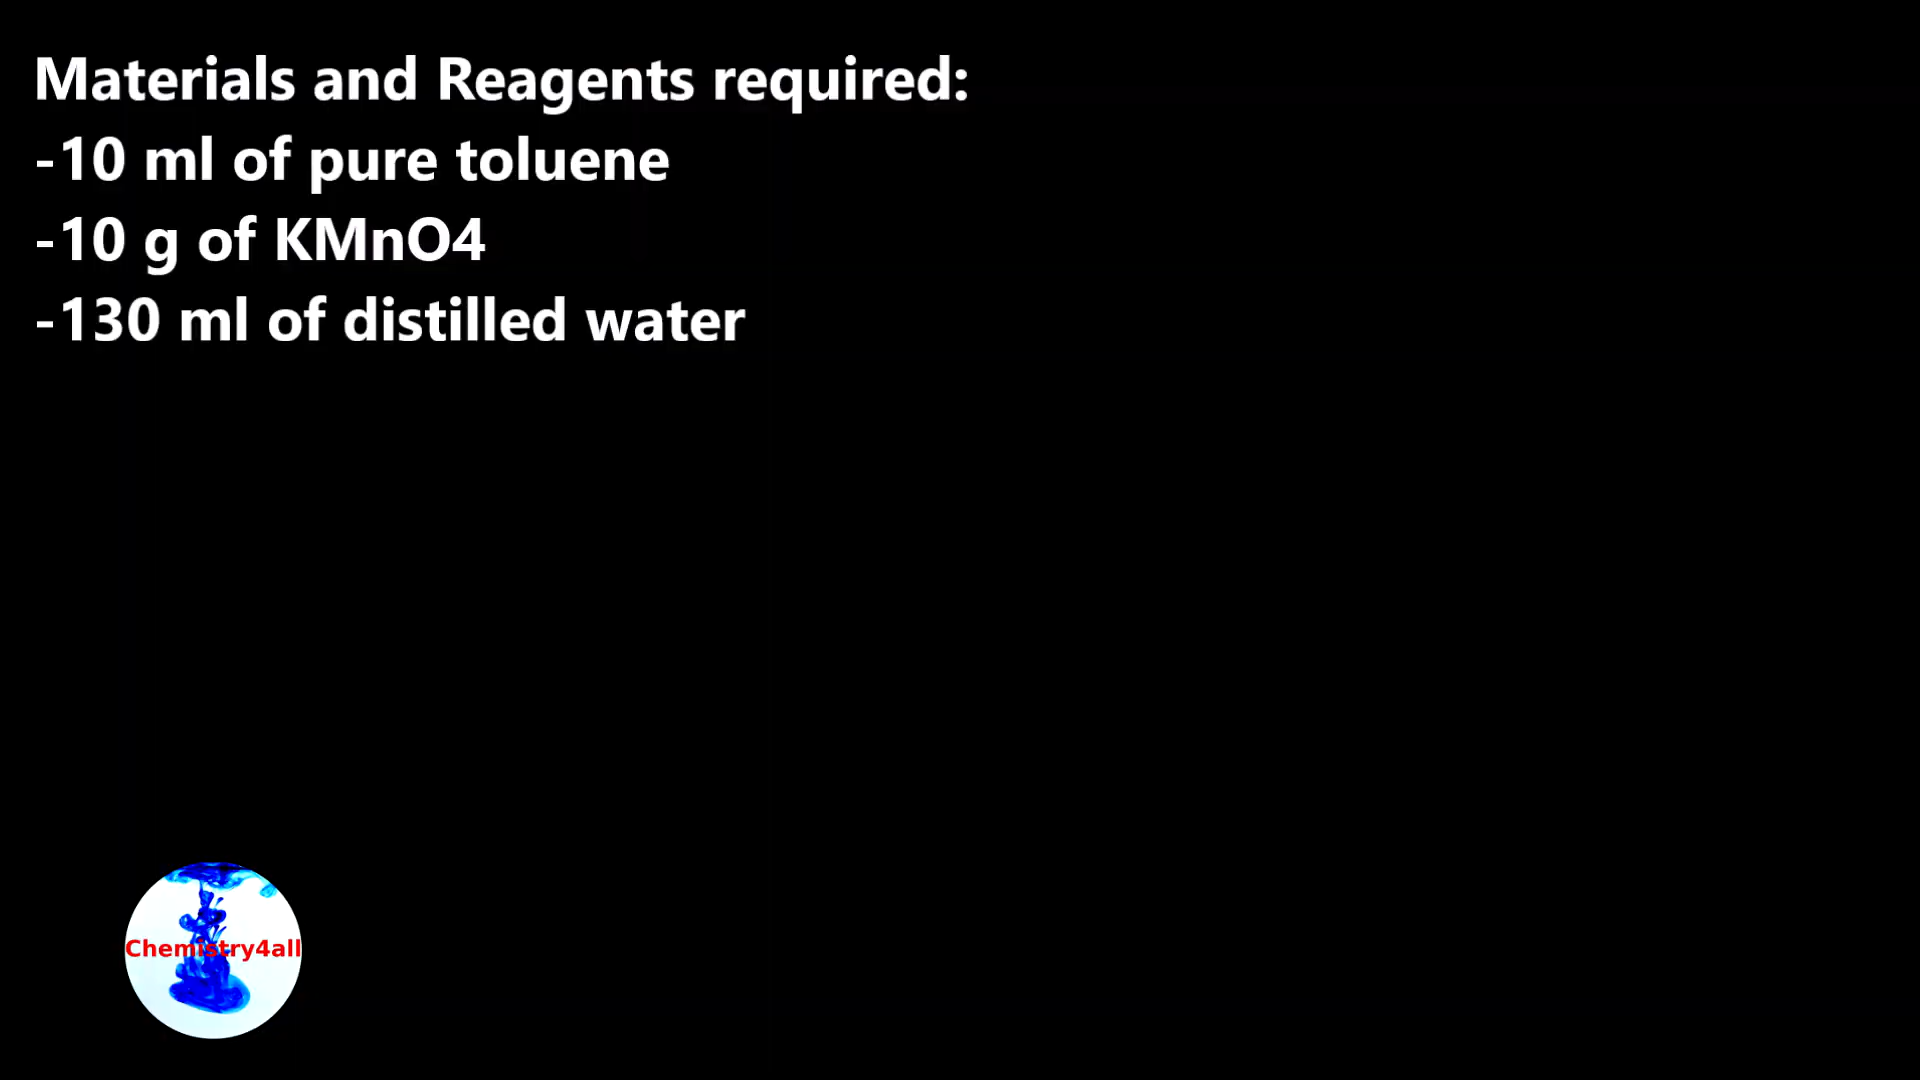 Materials and Reagents required:
-10 ml of pure toluene
-10 g of KMnO4
-130 ml of distilled water
Chemistry4all